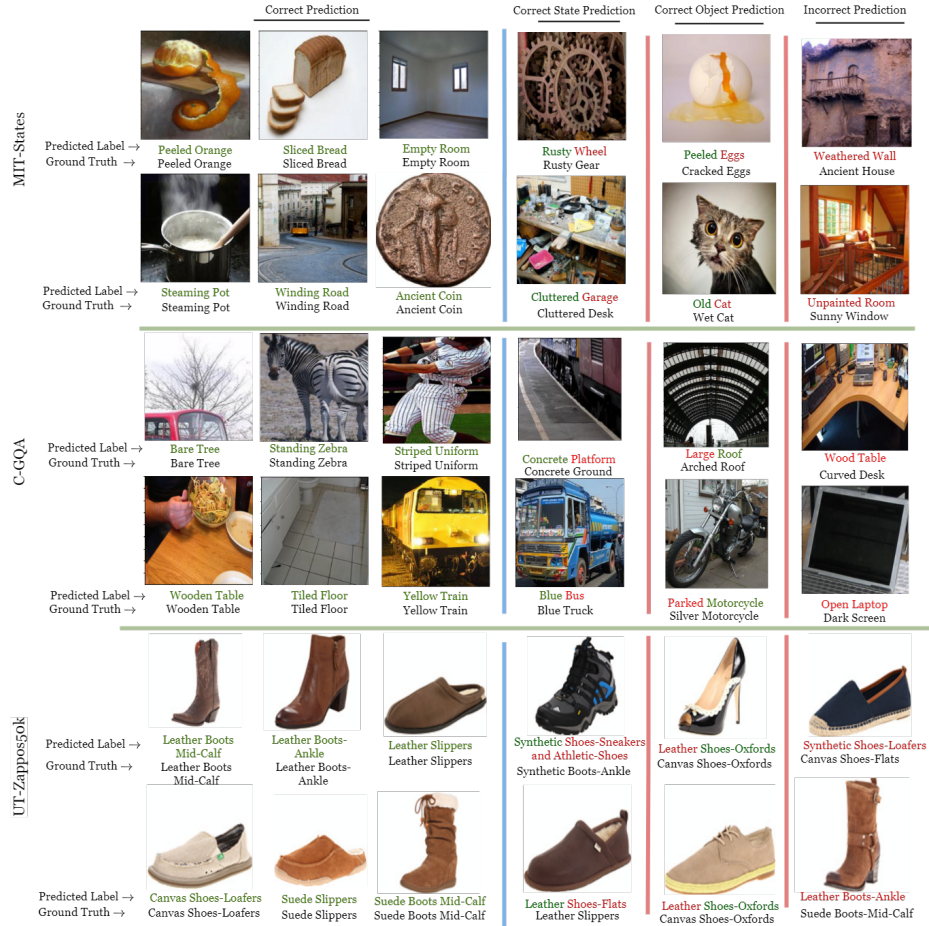 Correct Prediction
Correct State Prediction
Correct Object Prediction
Incorrect Prediction
MIT-States
Predicted Label →
Ground Truth →
Peeled Orange
Peeled Orange
Sliced Bread
Sliced Bread
Empty Room
Empty Room
Rusty Wheel
Rusty Gear
Peeled Eggs
Cracked Eggs
Weathered Wall
Ancient House
Predicted Label →
Ground Truth →
Steaming Pot
Steaming Pot
Winding Road
Winding Road
Ancient Coin
Ancient Coin
Cluttered Garage
Cluttered Desk
Old Cat
Wet Cat
Unpainted Room
Sunny Window
C-GQA
Predicted Label →
Ground Truth →
Bare Tree
Bare Tree
Standing Zebra
Standing Zebra
Striped Uniform
Striped Uniform
Concrete Platform
Concrete Ground
Large Roof
Arched Roof
Wood Table
Curved Desk
Predicted Label →
Ground Truth →
Wooden Table
Wooden Table
Tiled Floor
Tiled Floor
Yellow Train
Yellow Train
Blue Bus
Blue Truck
Parked Motorcycle
Silver Motorcycle
Open Laptop
Dark Screen
UT-Zappos50k
Predicted Label →
Ground Truth →
Leather Boots
Mid-Calf
Leather Boots
Mid-Calf
Leather Boots-
Ankle
Leather Boots-
Ankle
Leather Slippers
Leather Slippers
Synthetic Shoes-Sneakers
and Athletic-Shoes
Synthetic Boots-Ankle
Leather Shoes-Oxfords
Canvas Shoes-Oxfords
Synthetic Shoes-Loafers
Canvas Shoes-Flats
Predicted Label →
Ground Truth →
Canvas Shoes-Loafers
Canvas Shoes-Loafers
Suede Slippers
Suede Slippers
Suede Boots Mid-Calf
Suede Boots Mid-Calf
Leather Shoes-Flats
Leather Slippers
Leather Shoes-Oxfords
Canvas Shoes-Oxfords
Leather Boots-Ankle
Suede Boots-Mid-Calf